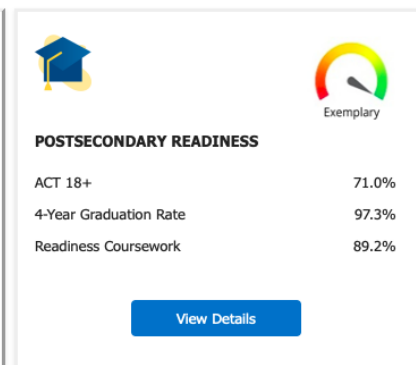 Exemplary
POSTSECONDARY READINESS
ACT 18+ 71.0%
4-Year Graduation Rate 97.3%
Readiness Coursework 89.2%
View Details